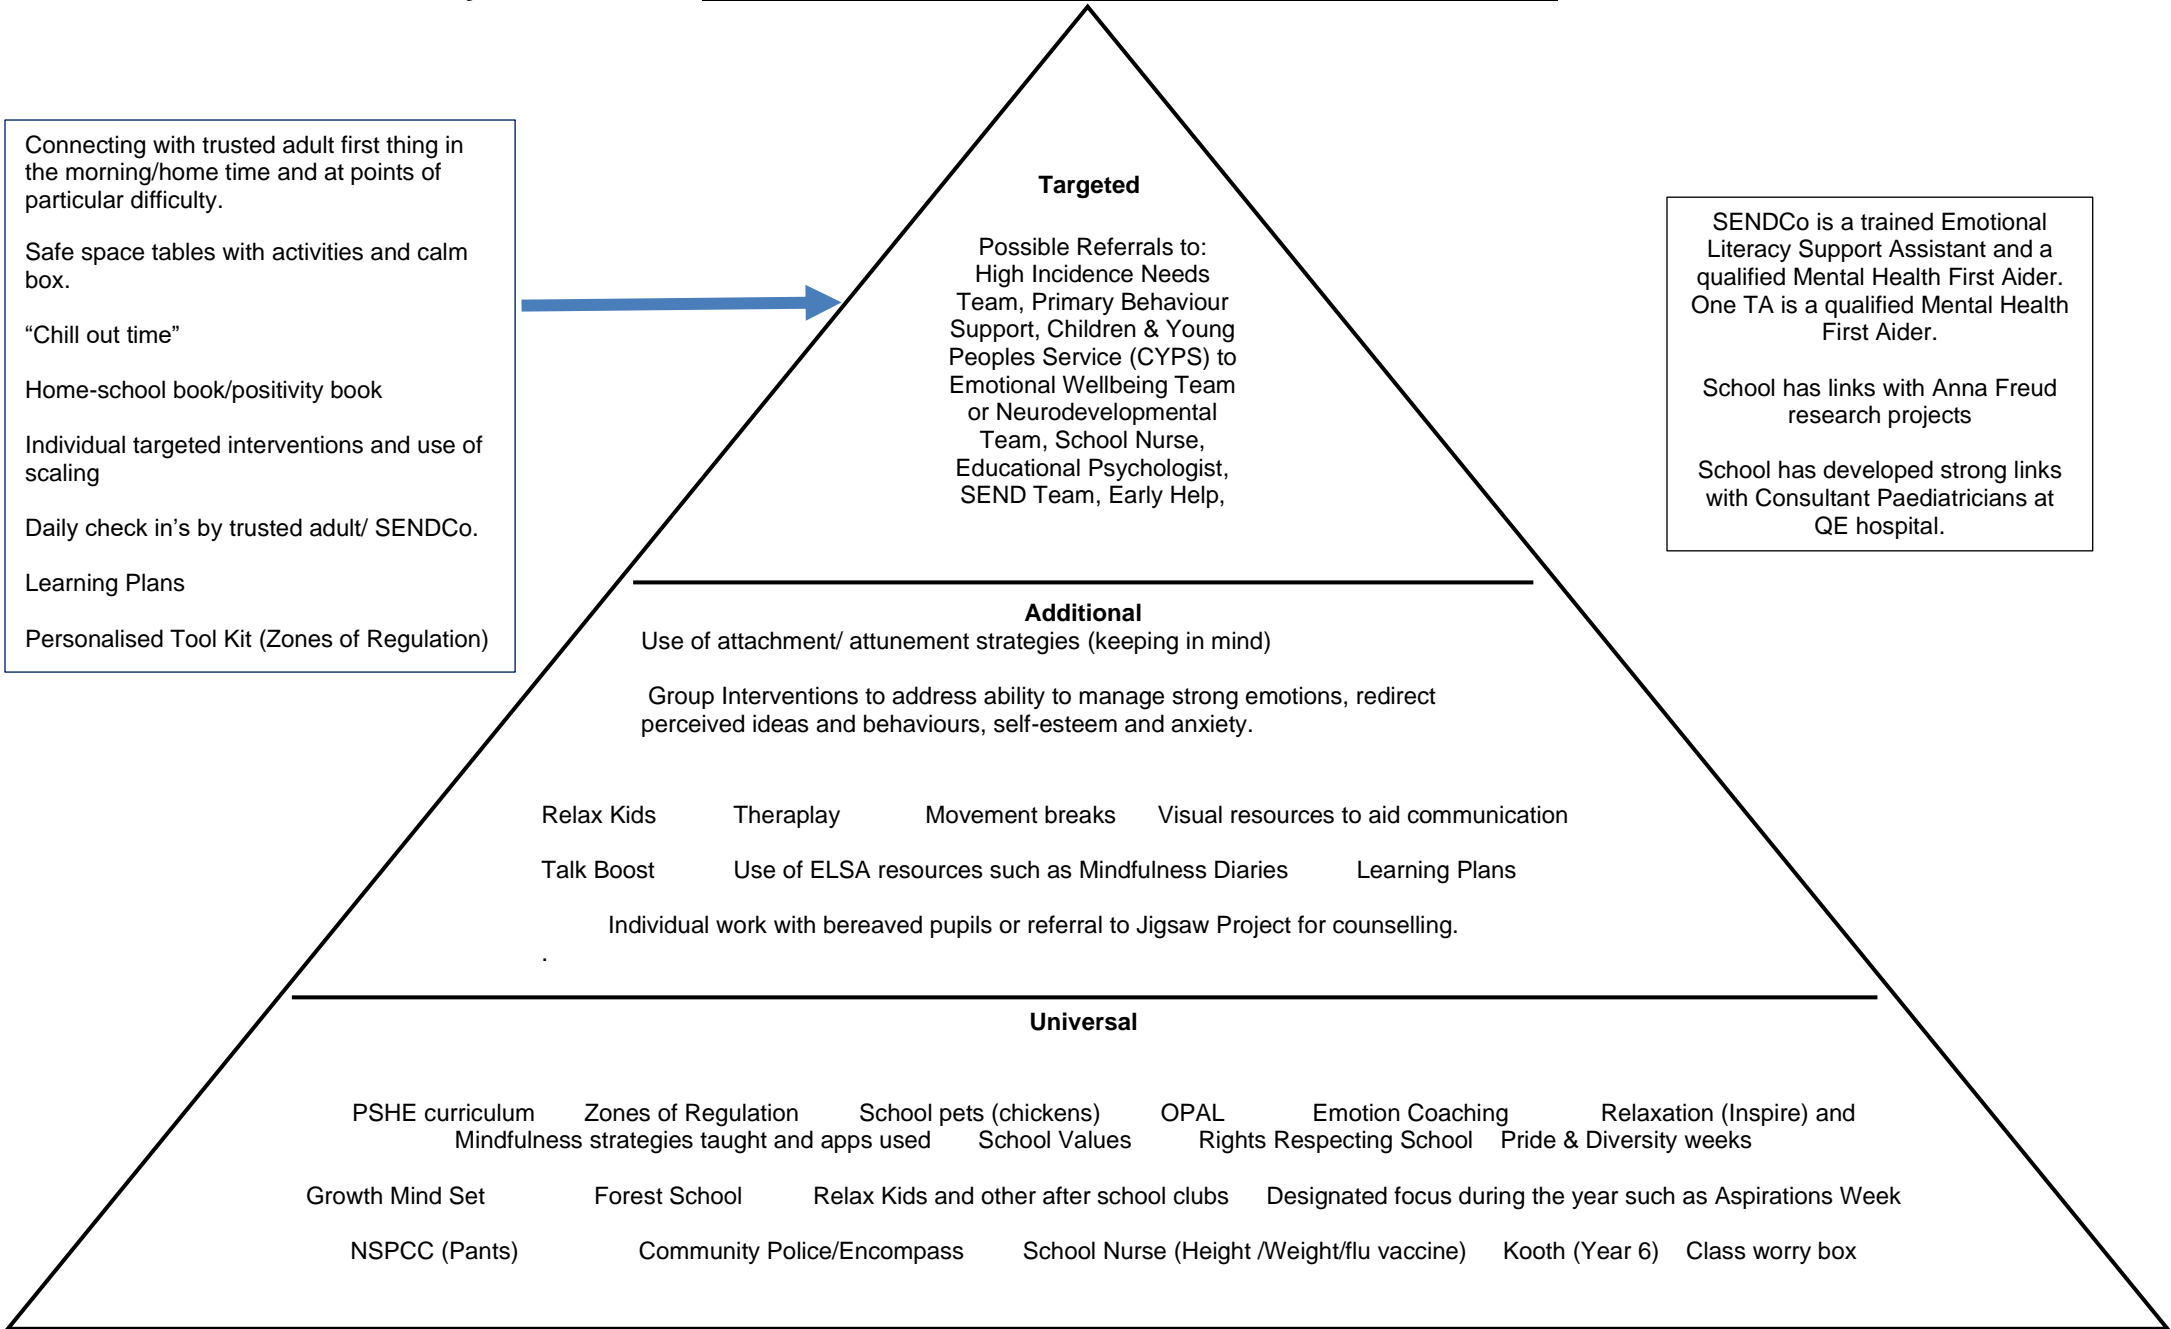 Connecting with trusted adult first thing in
the morning/home time and at points of
particular difficulty.
Safe space tables with activities and calm
box.
“Chill out time”
Home-school book/positivity book
Individual targeted interventions and use of
scaling
Daily check in’s by trusted adult/ SENDCo.
Learning Plans
Personalised Tool Kit (Zones of Regulation)
Targeted
Possible Referrals to:
High Incidence Needs
Team, Primary Behaviour
Support, Children & Young
Peoples Service (CYPS) to
Emotional Wellbeing Team
or Neurodevelopmental
Team, School Nurse,
Educational Psychologist,
SEND Team, Early Help,
SENDCo is a trained Emotional
Literacy Support Assistant and a
qualified Mental Health First Aider.
One TA is a qualified Mental Health
First Aider.
School has links with Anna Freud
research projects
School has developed strong links
with Consultant Paediatricians at
QE hospital.
Additional
Use of attachment/ attunement strategies (keeping in mind)
Group Interventions to address ability to manage strong emotions, redirect
perceived ideas and behaviours, self-esteem and anxiety.
Relax Kids Theraplay Movement breaks Visual resources to aid communication
Talk Boost Use of ELSA resources such as Mindfulness Diaries Learning Plans
Individual work with bereaved pupils or referral to Jigsaw Project for counselling.
.
Universal
PSHE curriculum Zones of Regulation School pets (chickens) OPAL Emotion Coaching Relaxation (Inspire) and
Mindfulness strategies taught and apps used School Values Rights Respecting School Pride & Diversity weeks
Growth Mind Set Forest School Relax Kids and other after school clubs Designated focus during the year such as Aspirations Week
NSPCC (Pants) Community Police/Encompass School Nurse (Height /Weight/flu vaccine) Kooth (Year 6) Class worry box